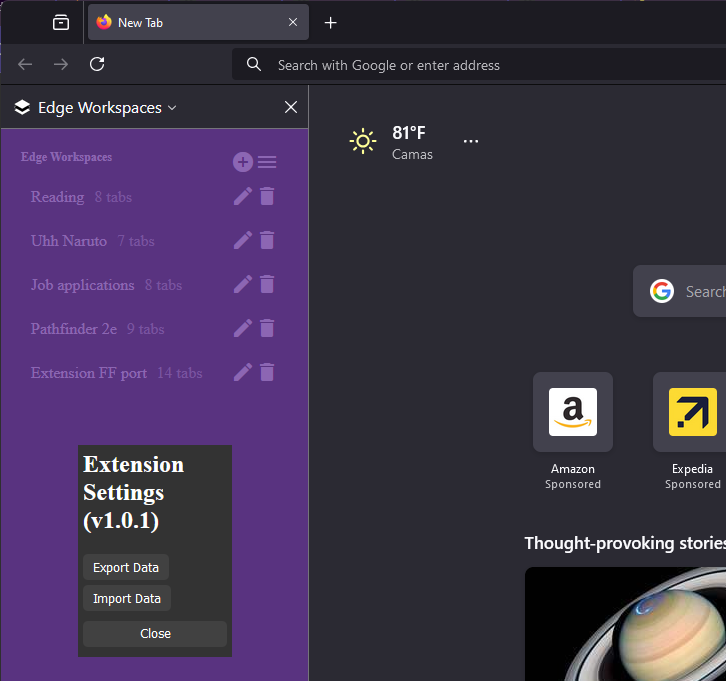 New Tab
Search with Google or enter address
Edge Workspaces
81°F
Camas
Edge Workspaces
Reading 8 tabs
Uhh Naruto 7 tabs
Job applications 8 tabs
Pathfinder 2e 9 tabs
Extension FF port 14 tabs
Extension
Settings
(v1.0.1)
Export Data
Import Data
Close
G Search
a
Amazon
Sponsored
Expedia
Sponsored
Thought-provoking stories